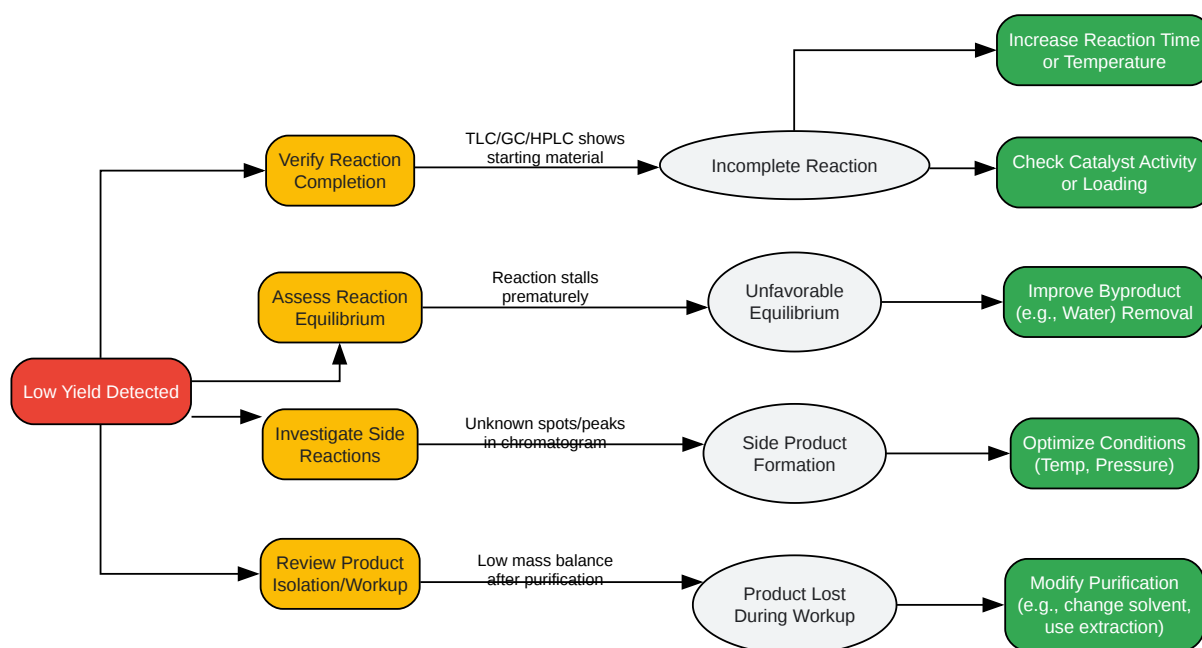 Increase Reaction Time
or Temperature
Verify Reaction
Completion
TLC/GC/HPLC shows
starting material
Incomplete Reaction
Check Catalyst Activity
or Loading
Assess Reaction
Equilibrium
Reaction stalls
prematurely
Unfavorable
Equilibrium
Improve Byproduct
(e.g., Water) Removal
Low Yield Detected
Investigate Side
Reactions
Unknown spots/peaks
in chromatogram
Side Product
Formation
Optimize Conditions
(Temp, Pressure)
Review Product
Isolation/Workup
Low mass balance
after purification
Product Lost
During Workup
Modify Purification
(e.g., change solvent,
use extraction)